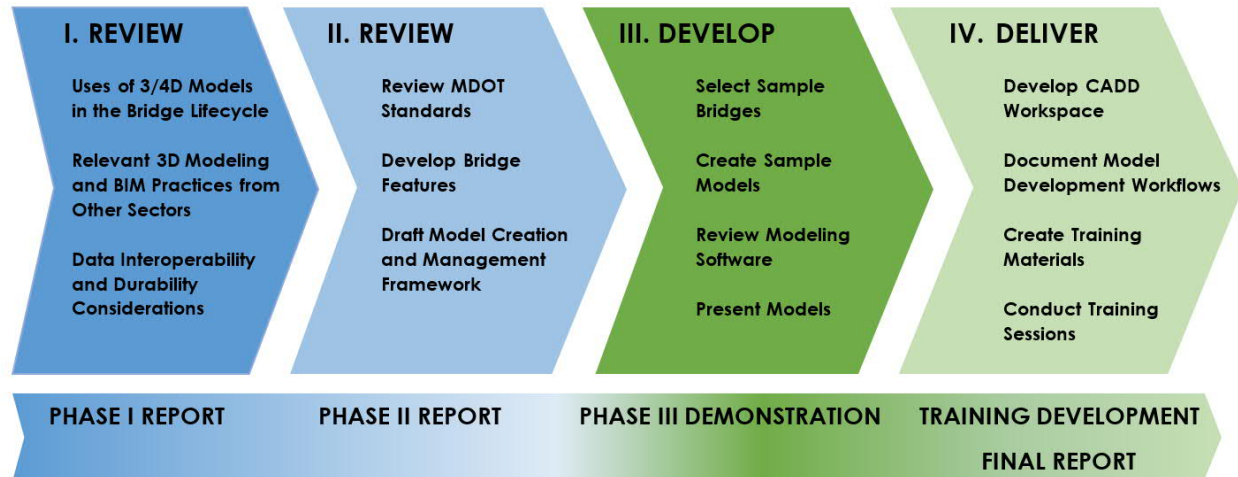 I. REVIEW
Uses of 3/4D Models
in the Bridge Lifecycle
Relevant 3D Modeling
and BIM Practices from
Other Sectors
Data Interoperability
and Durability
Considerations
II. REVIEW
Review MDOT
Standards
Develop Bridge
Features
Draft Model Creation
and Management
Framework
III. DEVELOP
Select Sample
Bridges
Create Sample
Models
Review Modeling
Software
Present Models
IV. DELIVER
Develop CADD
Workspace
Document Model
Development Workflows
Create Training
Materials
Conduct Training
Sessions
PHASE I REPORT
PHASE II REPORT
PHASE III DEMONSTRATION
TRAINING DEVELOPMENT
FINAL REPORT